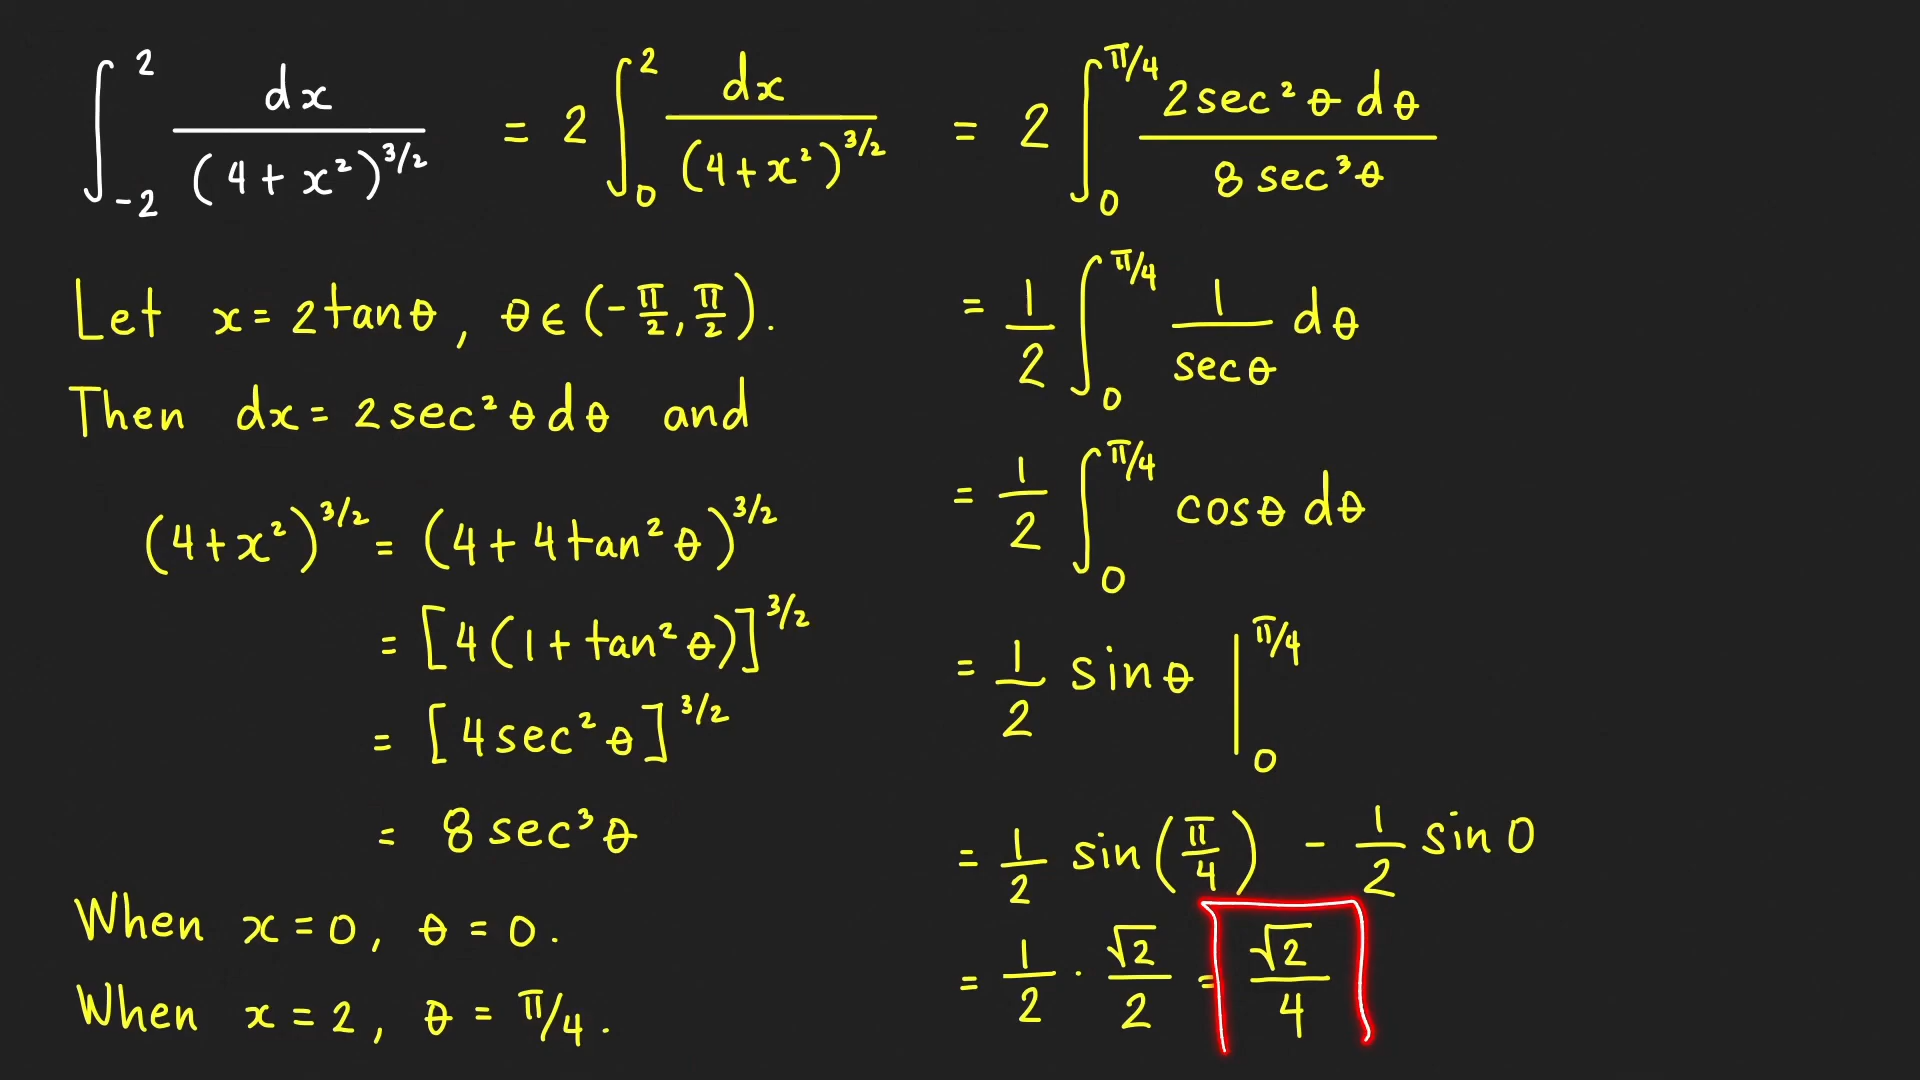 ∫_{-2}^{2} dx/(4+x²)^{3/2} = 2 ∫_{0}^{2} dx/(4+x²)^{3/2} = 2 ∫_{0}^{π/4} 2sec²θ dθ / 8 sec³θ
Let x = 2tanθ, θ ∈ (-π/2, π/2).
Then dx = 2sec²θ dθ and
(4+x²)^{3/2} = (4 + 4tan²θ)^{3/2}
= [4(1+tan²θ)]^{3/2}
= [4sec²θ]^{3/2}
= 8 sec³θ
When x = 0, θ = 0.
When x = 2, θ = π/4.
= 1/2 ∫_{0}^{π/4} 1/secθ dθ
= 1/2 ∫_{0}^{π/4} cosθ dθ
= 1/2 sinθ |_{0}^{π/4}
= 1/2 sin(π/4) - 1/2 sin 0
= 1/2 · √2/2 = √2/4